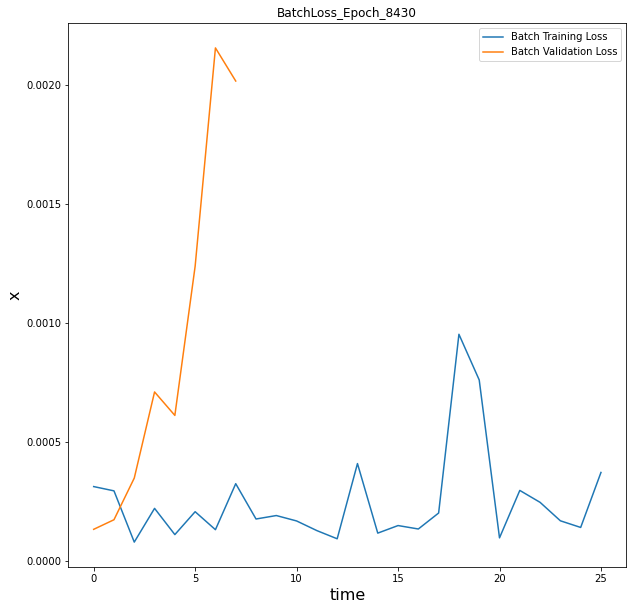 BatchLoss_Epoch_8430
Batch Training Loss
Batch Validation Loss
0.0020
0.0015
0.0010
0.0005
0.0000
x
0 5 10 15 20 25
time